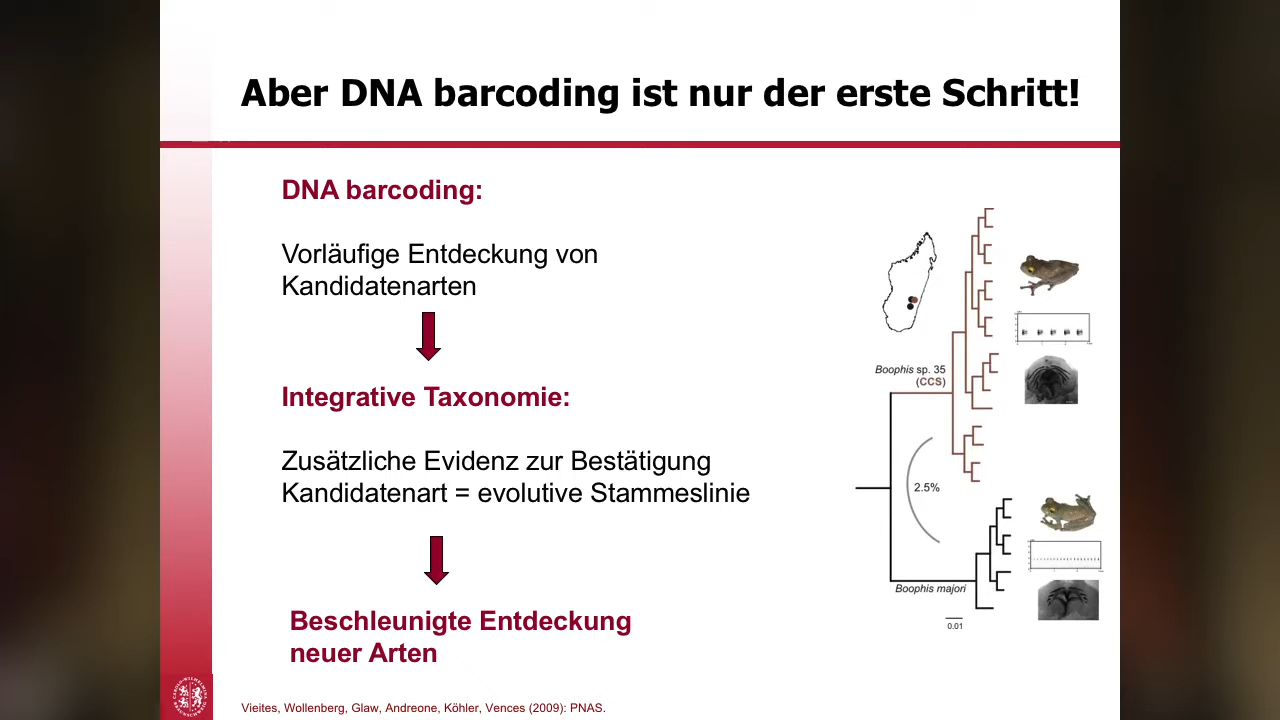 Aber DNA barcoding ist nur der erste Schritt!
DNA barcoding:
Vorläufige Entdeckung von
Kandidatenarten
Integrative Taxonomie:
Zusätzliche Evidenz zur Bestätigung
Kandidatenart = evolutive Stammeslinie
Beschleunigte Entdeckung
neuer Arten
Boophis sp. 35
(CCS)
2.5%
Boophis majori
0.01
Vieites, Wollenberg, Glaw, Andreone, Köhler, Vences (2009): PNAS.